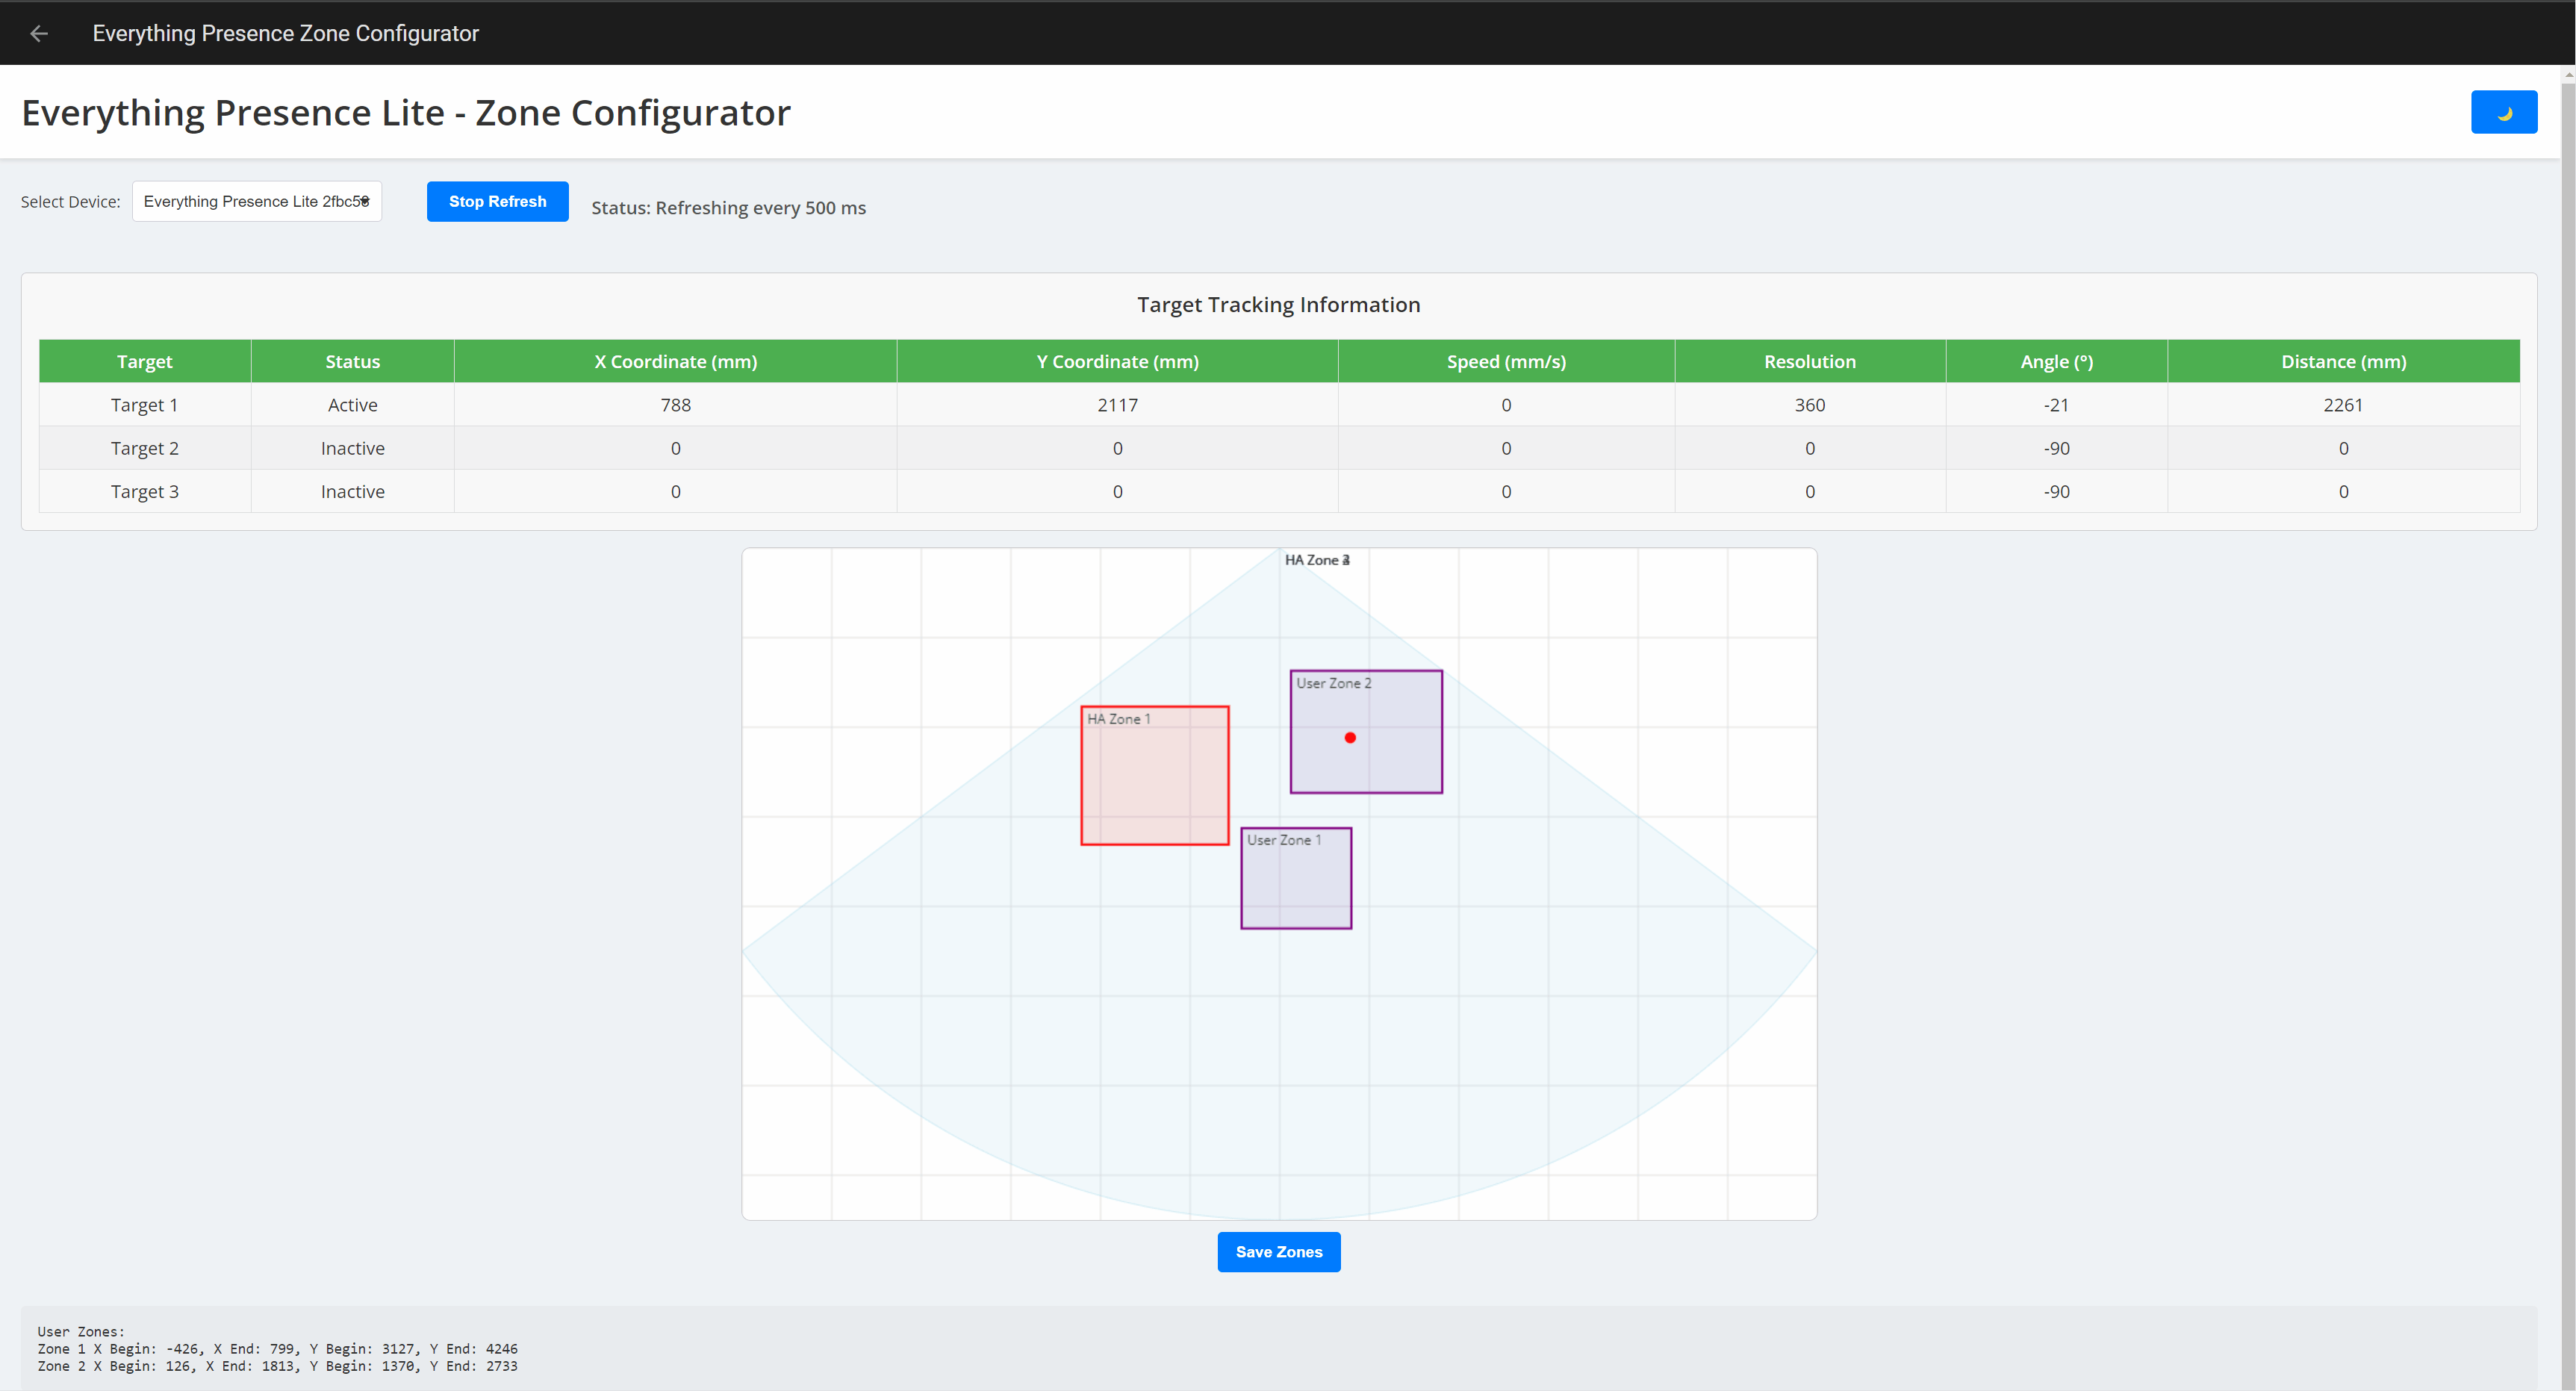 Everything Presence Zone Configurator
Everything Presence Lite - Zone Configurator
Select Device: Everything Presence Lite Stop Refresh Status: Refreshing every 500 ms
Target Tracking Information
Target Status X Coordinate (mm) Y Coordinate (mm) Speed (mm/s) Resolution Angle (°) Distance (mm)
Target 1 Active 788 2117 0 360 -21 2261
Target 2 Inactive 0 0 0 0 -90 0
Target 3 Inactive 0 0 0 0 -90 0
HA Zone
User Zone 2
HA Zone 1
User Zone 1
Save Zones
User Zones:
Zone 1 X Begin: -426, X End: 799, Y Begin: 3127, Y End: 4246
Zone 2 X Begin: 126, X End: 1813, Y Begin: 1370, Y End: 2733